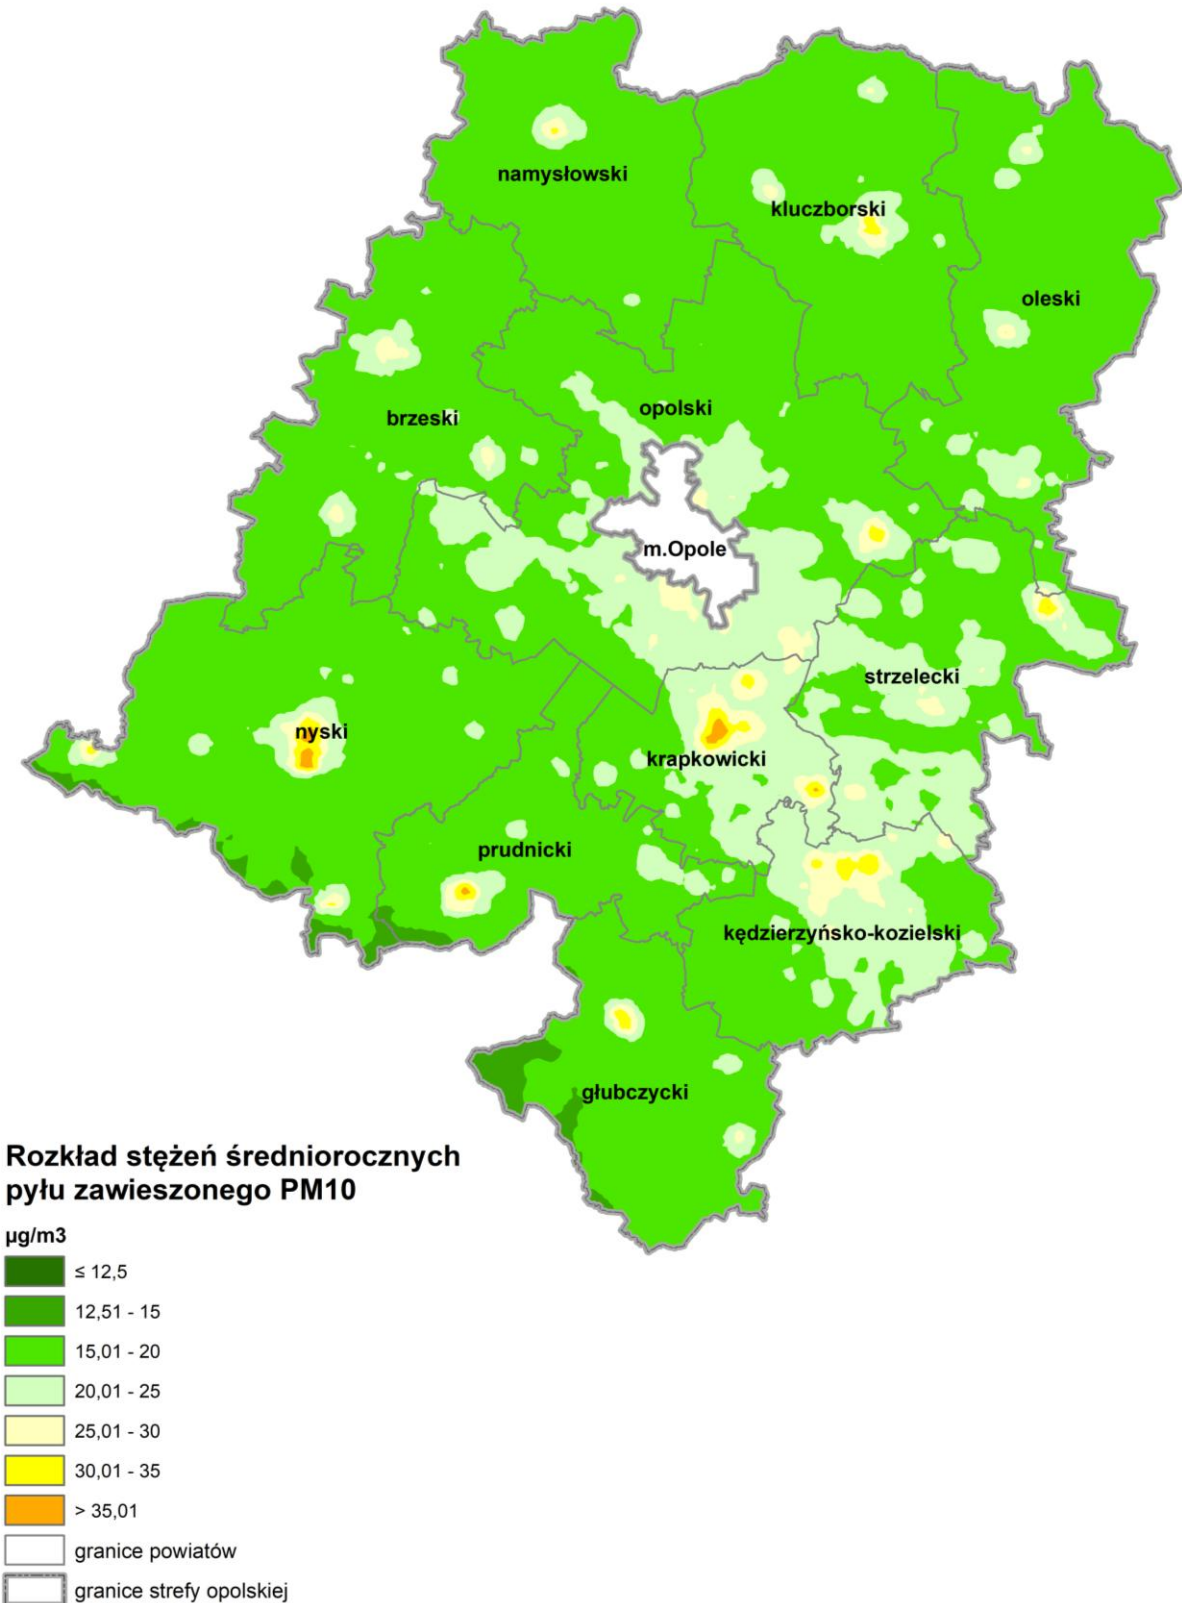 namysłowski
kluczborski
oleski
brzeski
opolski
m.Opole
strzelecki
nyski
krapkowicki
prudnicki
kędzierzyńsko-kozielski
głubczycki
Rozkład stężeń średniorocznych
pyłu zawieszonego PM10
µg/m3
≤ 12,5
12,51 - 15
15,01 - 20
20,01 - 25
25,01 - 30
30,01 - 35
> 35,01
granice powiatów
granice strefy opolskiej